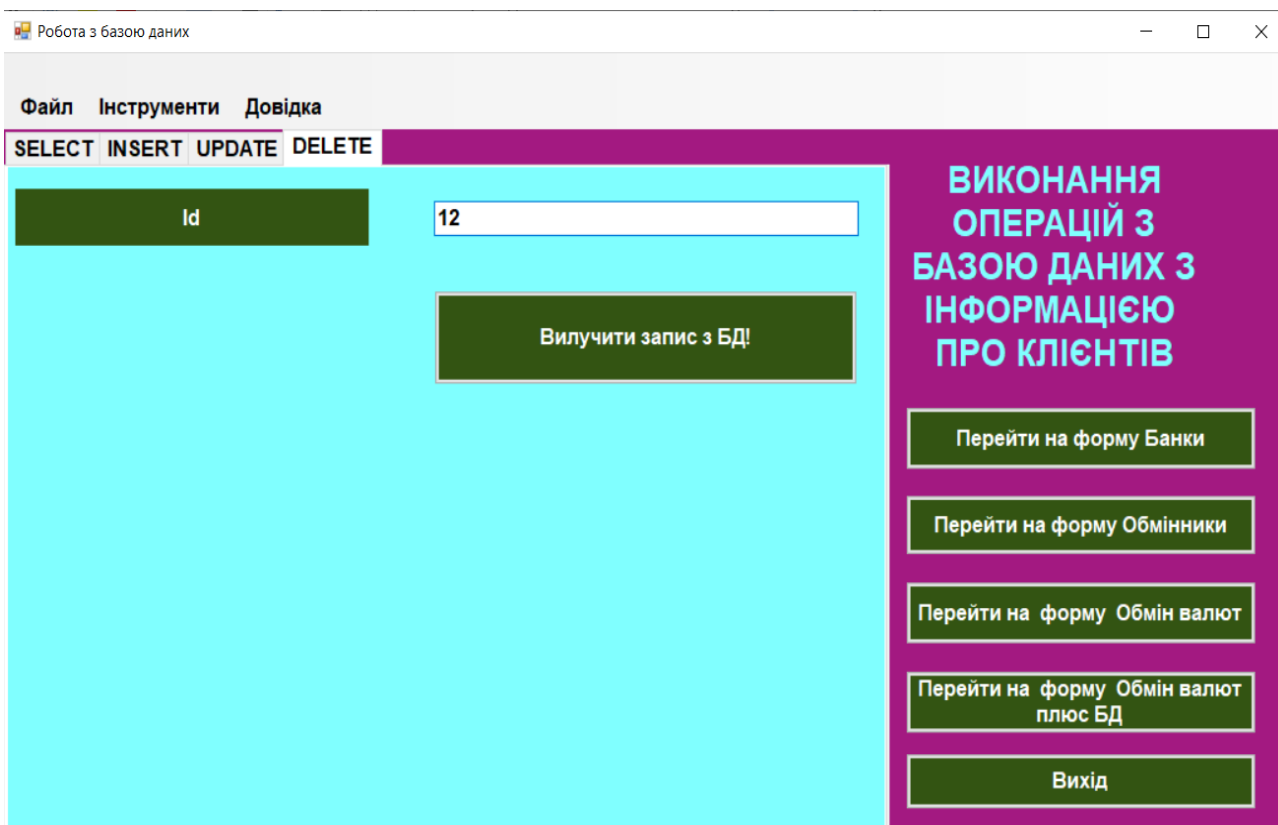 Робота з базою даних
Файл Інструменти Довідка
SELECT INSERT UPDATE DELETE
Id
12
Вилучити запис з БД!
ВИКОНАННЯ
ОПЕРАЦІЙ З
БАЗОЮ ДАНИХ З
ІНФОРМАЦІЄЮ
ПРО КЛІЄНТІВ
Перейти на форму Банки
Перейти на форму Обмінники
Перейти на форму Обмін валют
Перейти на форму Обмін валют
плюс БД
Вихід